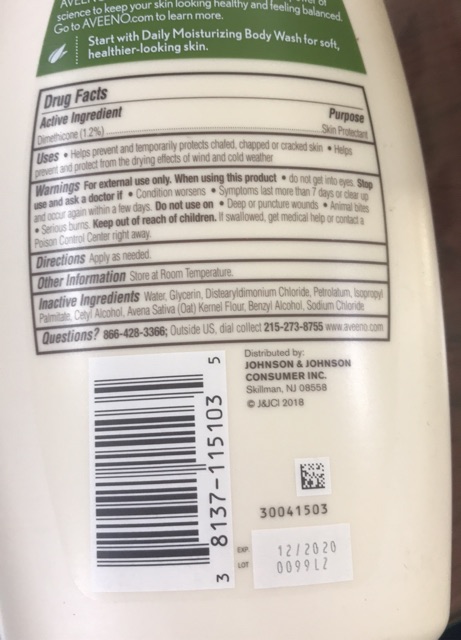 science to keep your skin looking healthy and feeling balanced.
Go to AVEENO.com to learn more.
Start with Daily Moisturizing Body Wash for soft,
healthier-looking skin.
Drug Facts
Active Ingredient Purpose
Dimethicone (1.2%) Skin Protectant
Uses • Helps prevent and temporarily protects chafed, chapped or cracked skin • Helps
prevent and protect from the drying effects of wind and cold weather
Warnings For external use only. When using this product • do not get into eyes. Stop
use and ask a doctor if • Condition worsens • Symptoms last more than 7 days or clear up
and occur again within a few days. Do not use on • Deep or puncture wounds • Animal bites
• Serious burns. Keep out of reach of children. If swallowed, get medical help or contact a
Poison Control Center right away.
Directions Apply as needed.
Other Information Store at Room Temperature.
Inactive Ingredients Water, Glycerin, Distearyldimonium Chloride, Petrolatum, Isopropyl
Palmitate, Cetyl Alcohol, Avena Sativa (Oat) Kernel Flour, Benzyl Alcohol, Sodium Chloride
Questions? 866-428-3366; Outside US, dial collect 215-273-8755 www.aveeno.com
Distributed by:
JOHNSON & JOHNSON
CONSUMER INC.
Skillman, NJ 08558
© J&JCI 2018
3 8137-115103 5
30041503
EXP. 12/2020
LOT 0099LZ